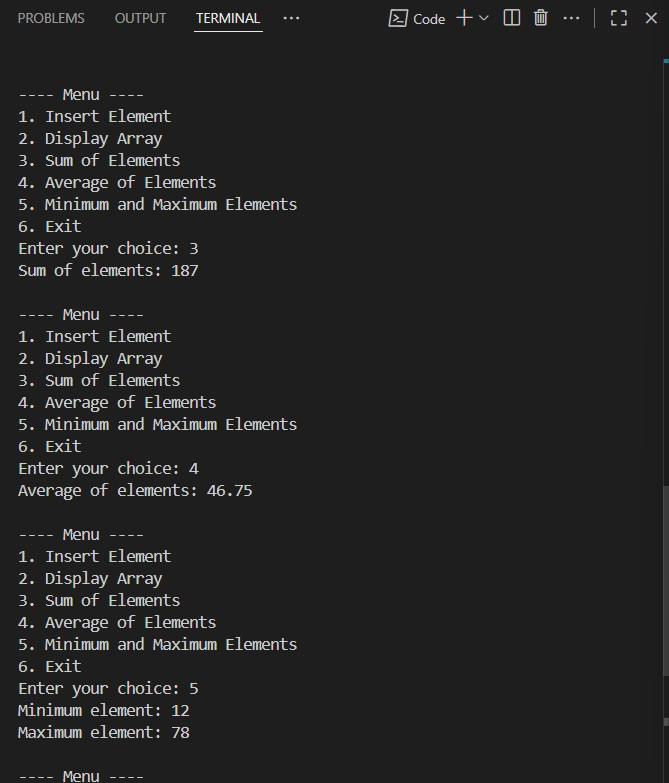 PROBLEMS OUTPUT TERMINAL ··· Code ···
---- Menu ----
1. Insert Element
2. Display Array
3. Sum of Elements
4. Average of Elements
5. Minimum and Maximum Elements
6. Exit
Enter your choice: 3
Sum of elements: 187
---- Menu ----
1. Insert Element
2. Display Array
3. Sum of Elements
4. Average of Elements
5. Minimum and Maximum Elements
6. Exit
Enter your choice: 4
Average of elements: 46.75
---- Menu ----
1. Insert Element
2. Display Array
3. Sum of Elements
4. Average of Elements
5. Minimum and Maximum Elements
6. Exit
Enter your choice: 5
Minimum element: 12
Maximum element: 78
---- Menu ----